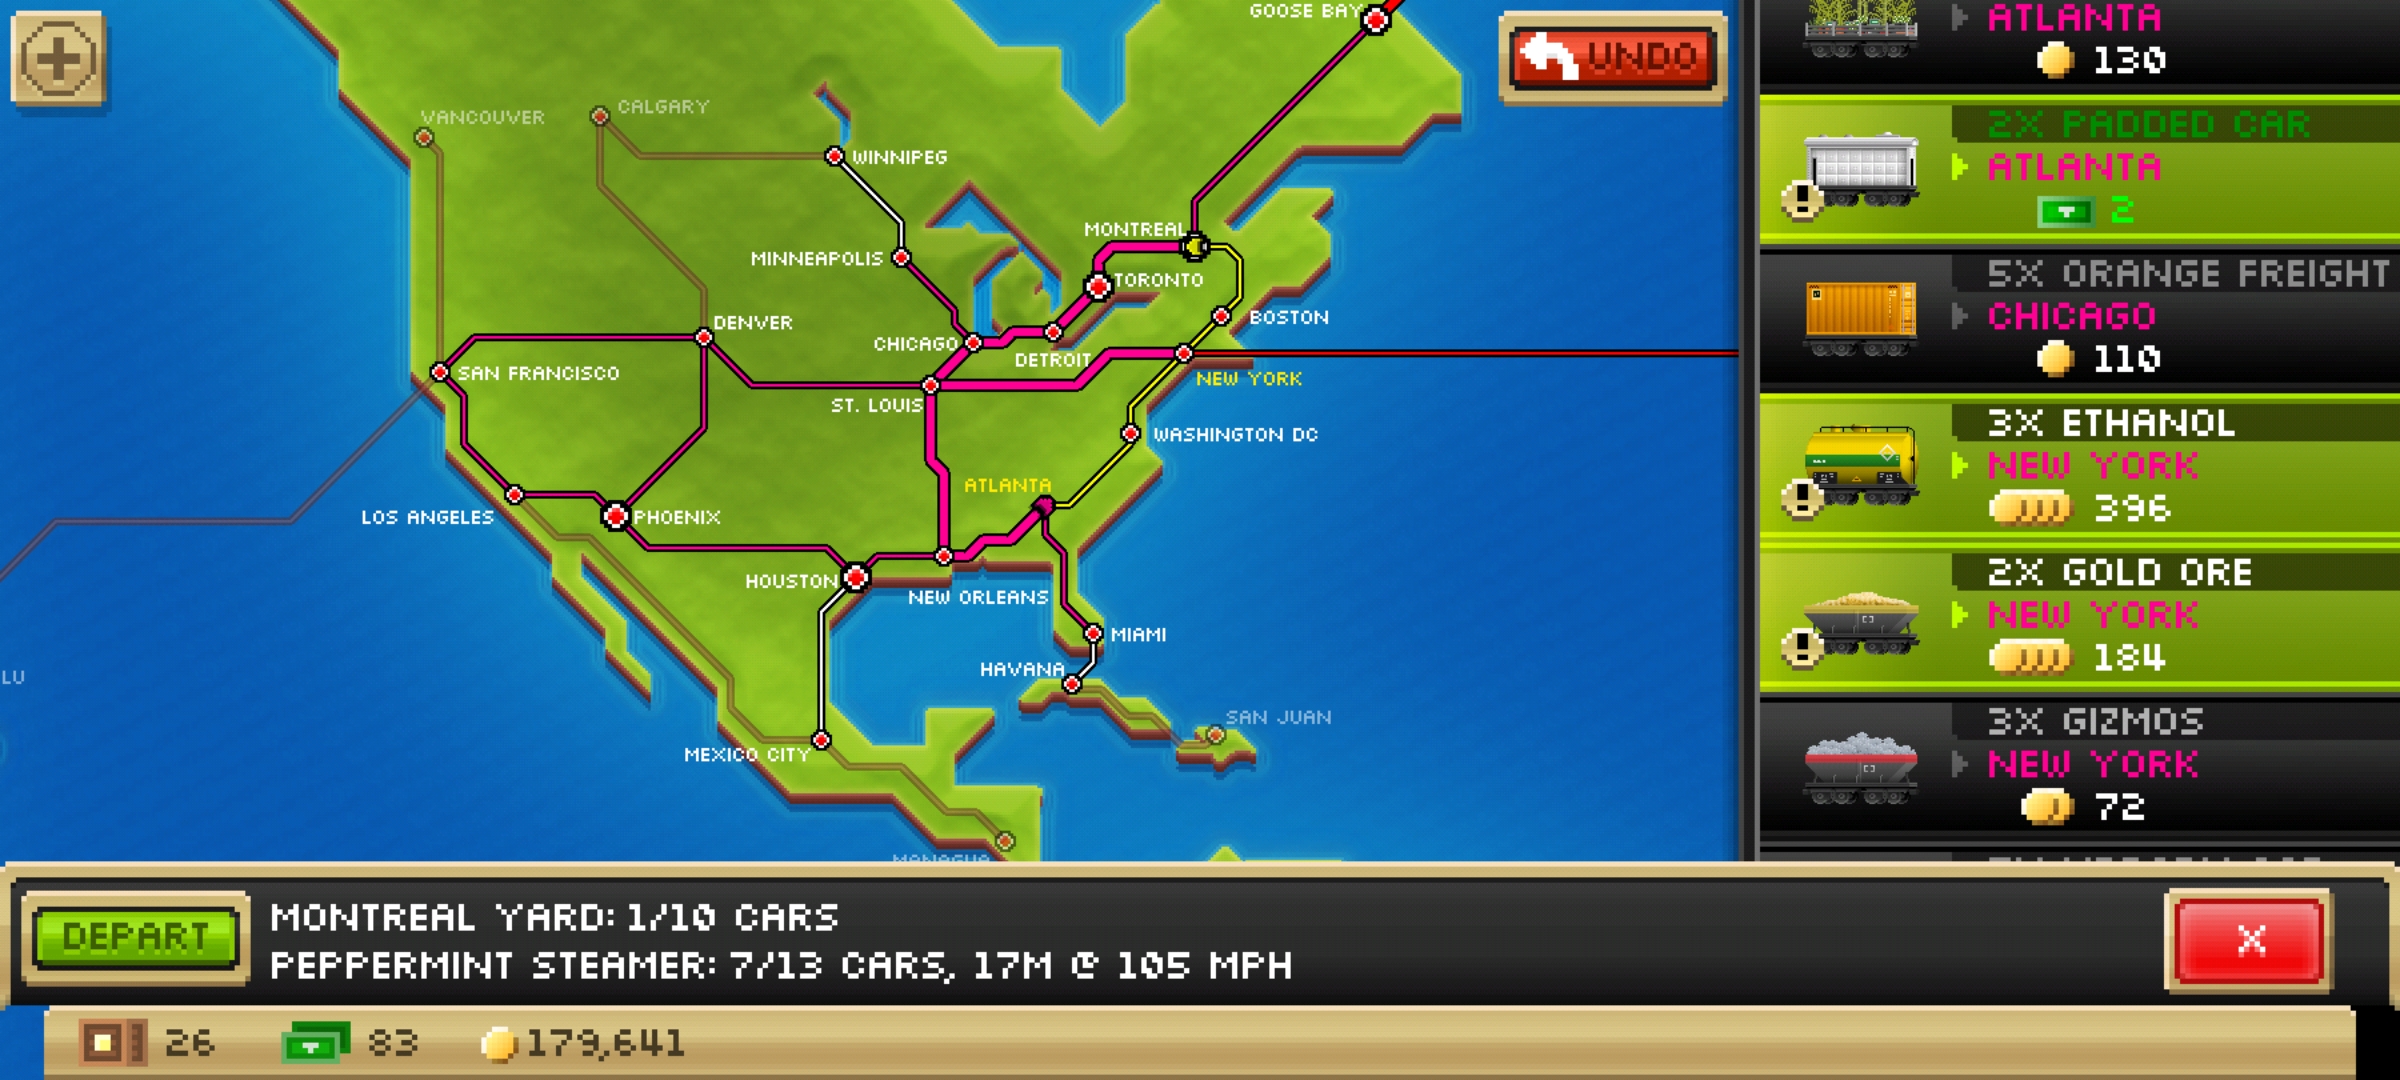 GOOSE BAY
UNDO
VANCOUVER
CALGARY
WINNIPEG
MONTREAL
MINNEAPOLIS
TORONTO
DENVER
BOSTON
CHICAGO
DETROIT
SAN FRANCISCO
NEW YORK
ST. LOUIS
WASHINGTON DC
ATLANTA
LOS ANGELES
PHOENIX
HOUSTON
NEW ORLEANS
MIAMI
HAVANA
LU
SAN JUAN
MEXICO CITY
MANAGUA
ATLANTA
130
2X PADDED CAR
ATLANTA
2
5X ORANGE FREIGHT
CHICAGO
110
3X ETHANOL
NEW YORK
396
2X GOLD ORE
NEW YORK
184
3X GIZMOS
NEW YORK
72
DEPART
MONTREAL YARD: 1/10 CARS
PEPPERMINT STEAMER: 7/13 CARS, 17M @ 105 MPH
X
26
83
179,641